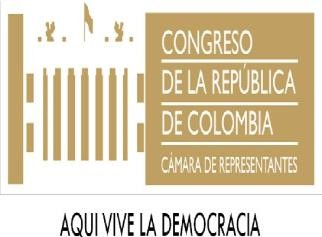 CONGRESO
DE LA REPÚBLICA
DE COLOMBIA
CÁMARA DE REPRESENTANTES
AQUI VIVE LA DEMOCRACIA